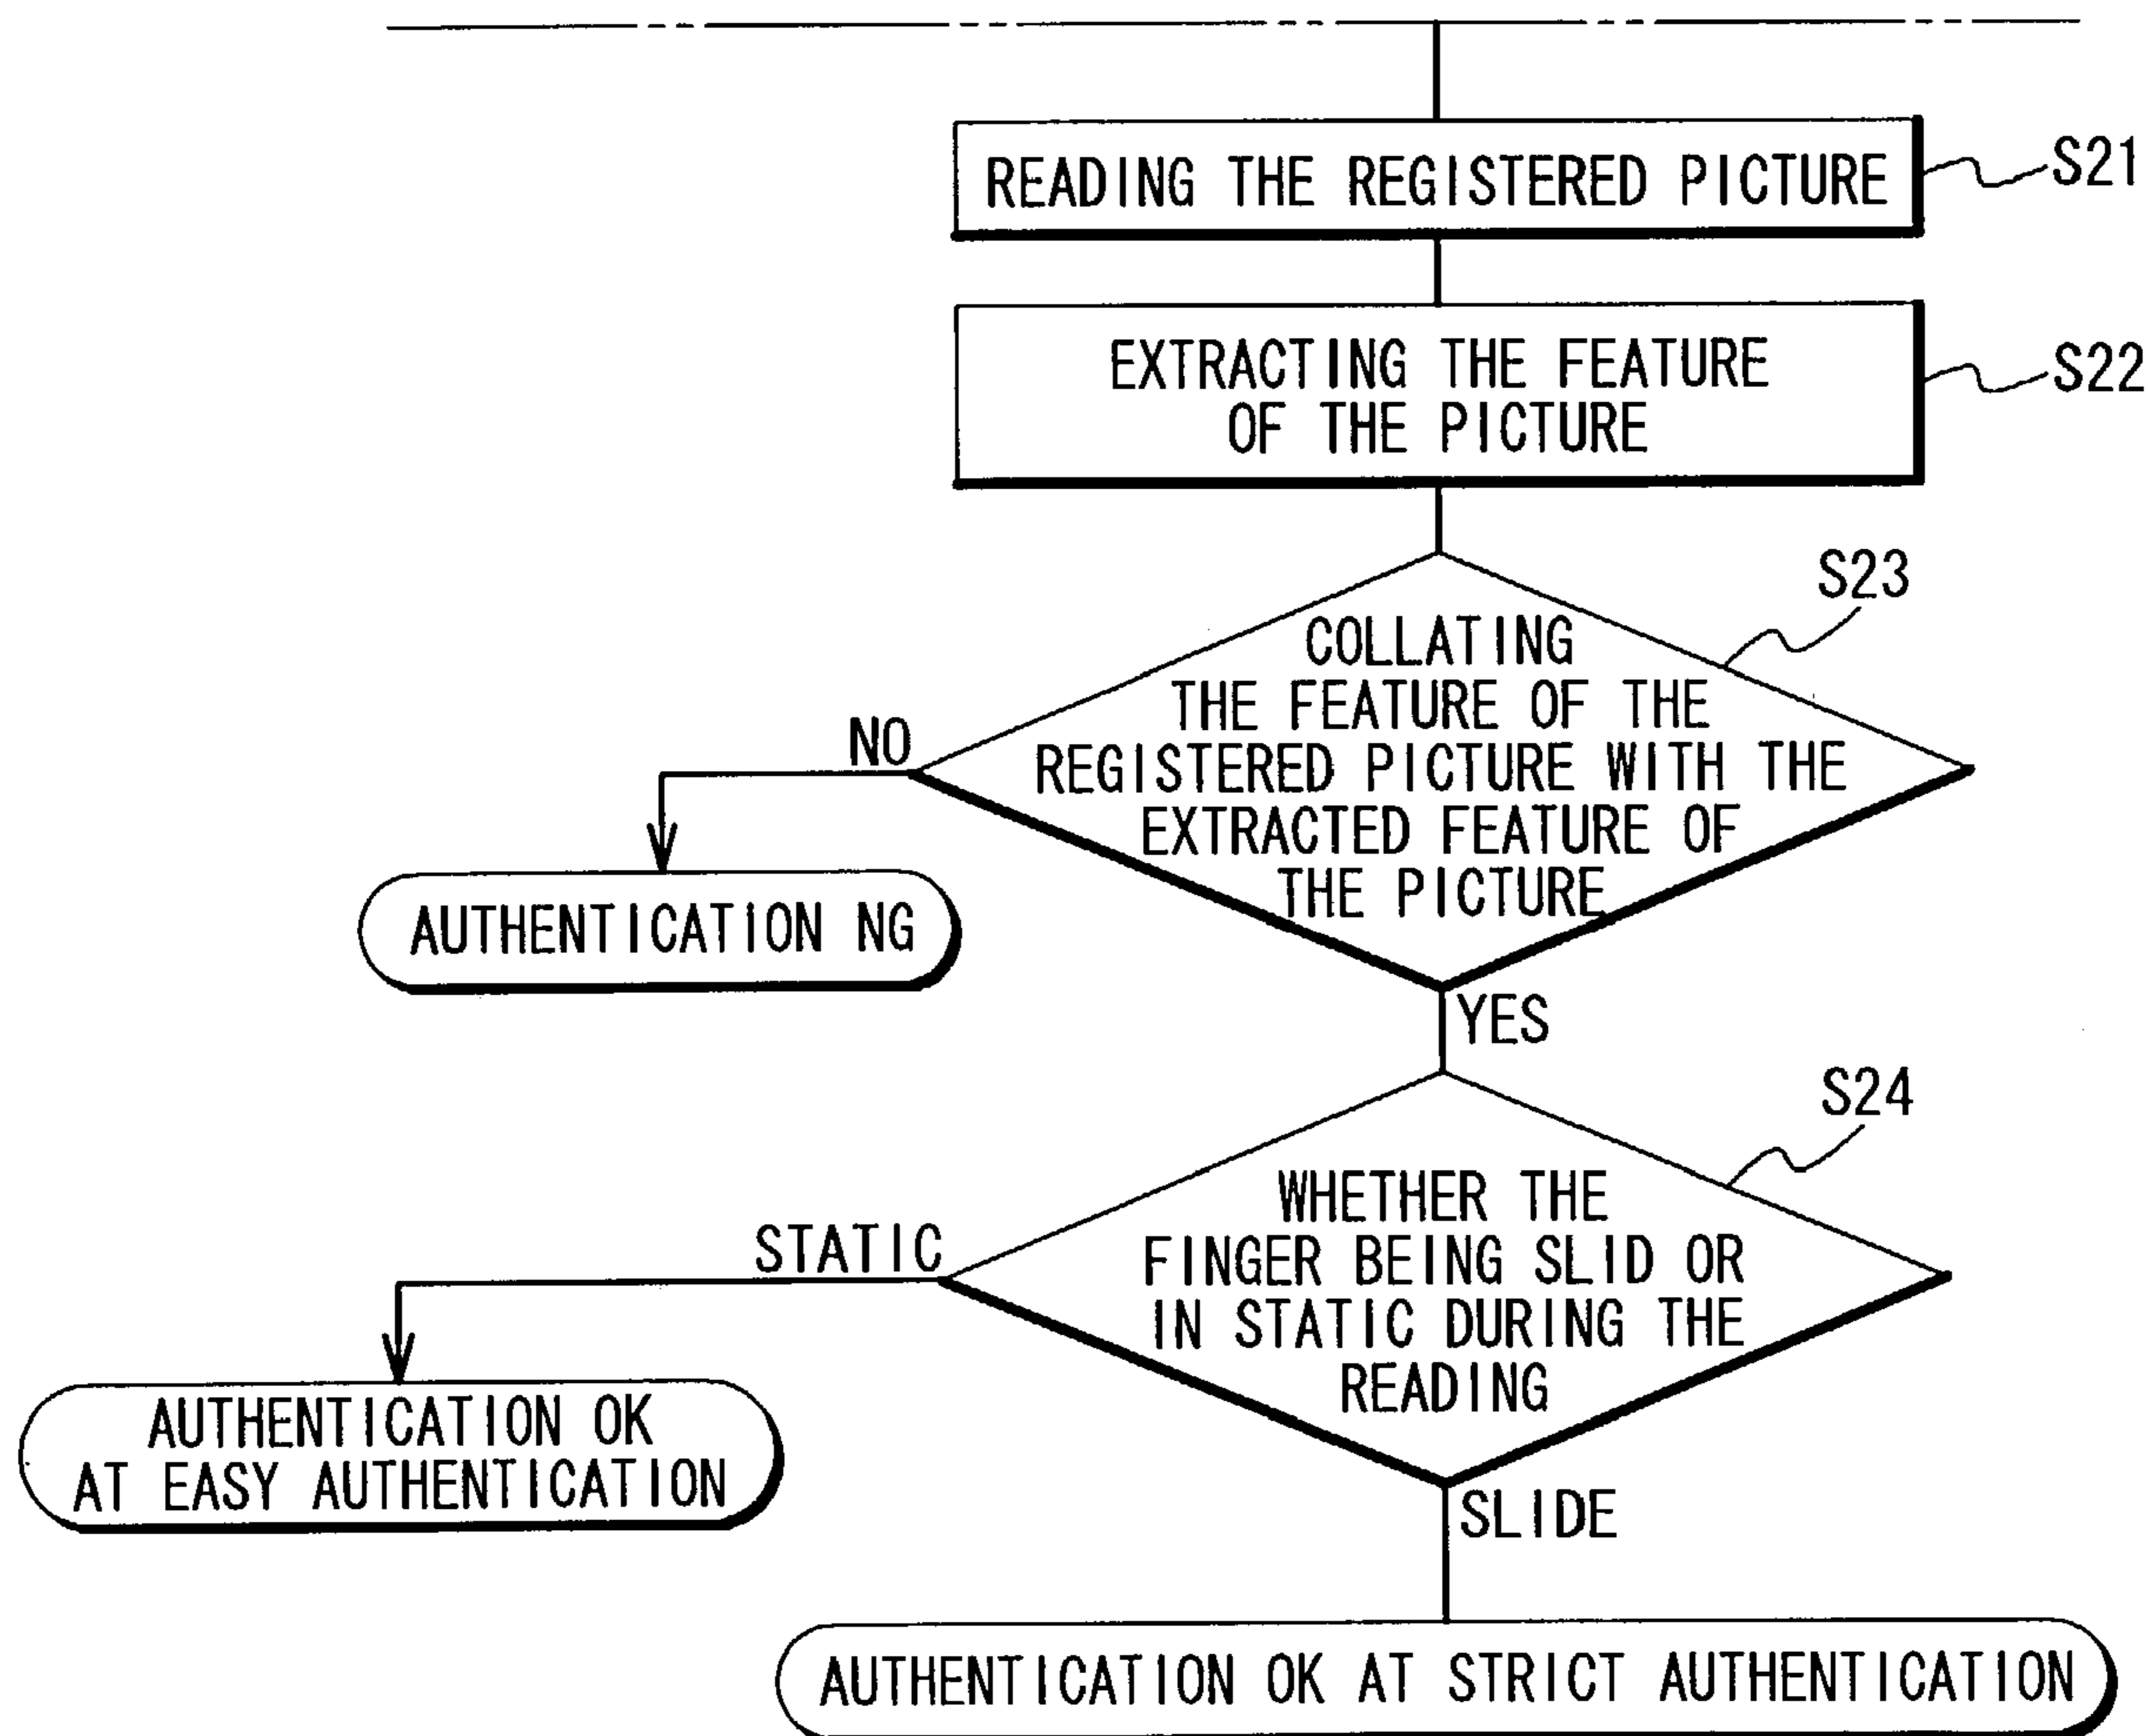 READING THE REGISTERED PICTURE
S21
EXTRACTING THE FEATURE
OF THE PICTURE
S22
S23
COLLATING
THE FEATURE OF THE
REGISTERED PICTURE WITH THE
EXTRACTED FEATURE OF
THE PICTURE
NO
AUTHENTICATION NG
YES
S24
WHETHER THE
FINGER BEING SLID OR
IN STATIC DURING THE
READING
STATIC
AUTHENTICATION OK
AT EASY AUTHENTICATION
SLIDE
AUTHENTICATION OK AT STRICT AUTHENTICATION